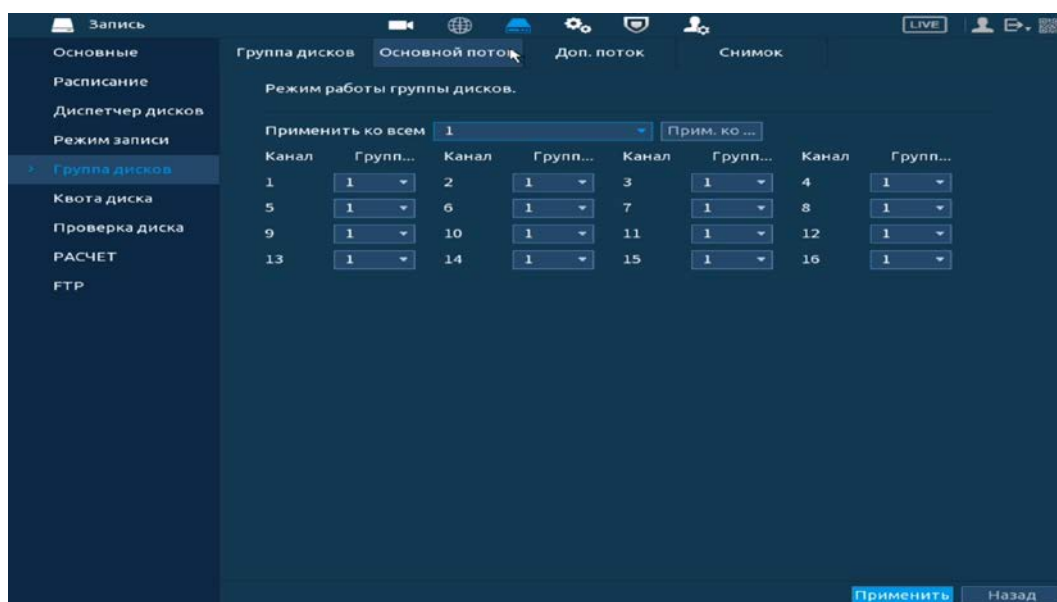 Запись LIVE
Основные Группа дисков Основной поток Доп. поток Снимок
Расписание Режим работы группы дисков.
Диспетчер дисков
Применить ко всем 1 Прим. ко ...
Режим записи
Канал Групп... Канал Групп... Канал Групп... Канал Групп...
Группа дисков
1 1 2 1 3 1 4 1
Квота диска
5 1 6 1 7 1 8 1
Проверка диска
9 1 10 1 11 1 12 1
РАСЧЕТ
13 1 14 1 15 1 16 1
FTP
Применить Назад